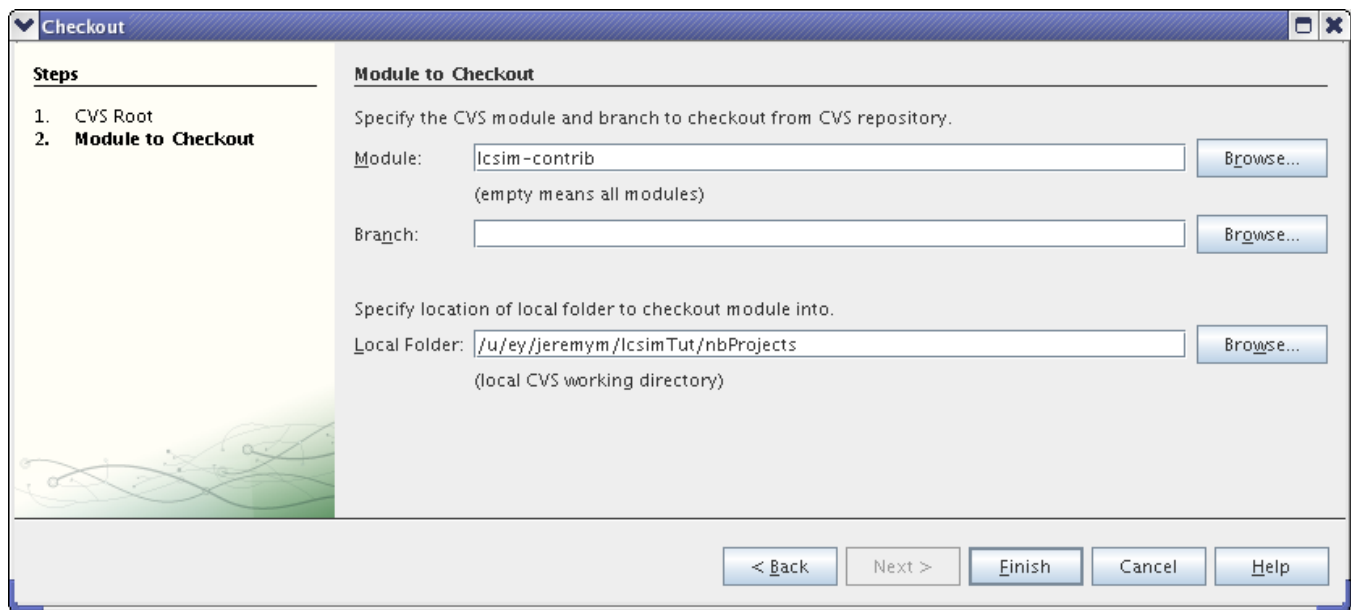 Checkout
Steps
1. CVS Root
2. Module to Checkout
Module to Checkout
Specify the CVS module and branch to checkout from CVS repository.
Module: lcsim-contrib Browse...
(empty means all modules)
Branch: Browse...
Specify location of local folder to checkout module into.
Local Folder: /u/ey/jeremym/lcsimTut/nbProjects Browse...
(local CVS working directory)
< Back Next > Finish Cancel Help